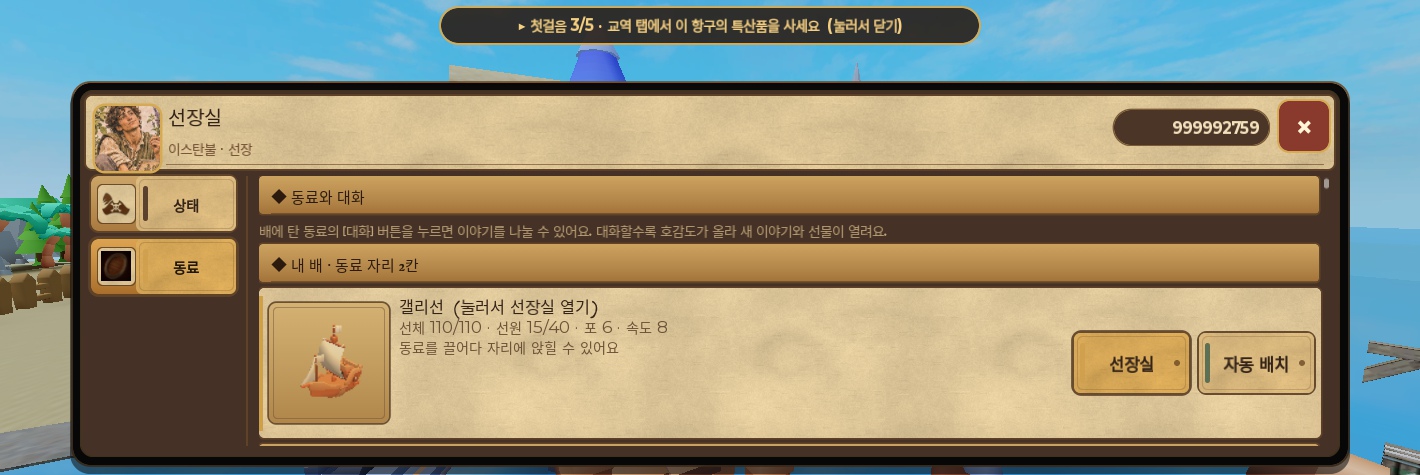 ▸ 첫걸음 3/5 · 교역 탭에서 이 항구의 특산품을 사세요 (눌러서 닫기)
선장실
이스탄불 · 선장
999992759
×
상태
동료
◆ 동료와 대화
배에 탄 동료의 [대화] 버튼을 누르면 이야기를 나눌 수 있어요. 대화할수록 호감도가 올라 새 이야기와 선물이 열려요.
◆ 내 배 · 동료 자리 2칸
갤리선 (눌러서 선장실 열기)
선체 110/110 · 선원 15/40 · 포 6 · 속도 8
동료를 끌어다 자리에 앉힐 수 있어요
선장실
자동 배치